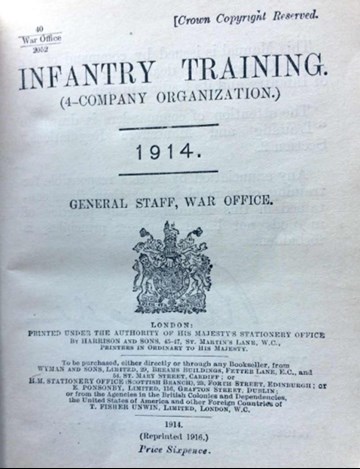 [Crown Copyright Reserved.
40
War Office
2052
INFANTRY TRAINING.
(4-COMPANY ORGANIZATION.)
1914.
GENERAL STAFF, WAR OFFICE.
LONDON:
PRINTED UNDER THE AUTHORITY OF HIS MAJESTY'S STATIONERY OFFICE
BY HARRISON AND SONS, 45-47, ST. MARTIN'S LANE, W.C.,
PRINTERS IN ORDINARY TO HIS MAJESTY.
To be purchased, either directly or through any Bookseller, from
WYMAN AND SONS, LIMITED, 29, BREAMS BUILDINGS, FETTER LANE, E.C., and
54, ST. MARY STREET, CARDIFF; or
H.M. STATIONERY OFFICE (SCOTTISH BRANCH), 23, FORTH STREET, EDINBURGH; or
E. PONSONBY, LIMITED, 116, GRAFTON STREET, DUBLIN;
or from the Agencies in the British Colonies and Dependencies,
the United States of America and other Foreign Countries of
T. FISHER UNWIN, LIMITED, LONDON, W.C.
1914.
(Reprinted 1916.)
Price Sixpence.